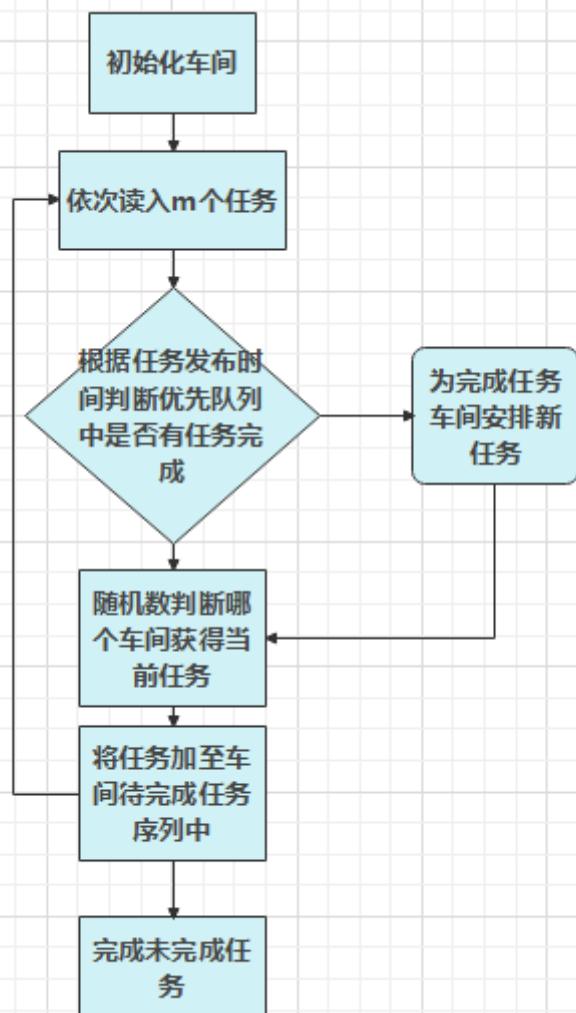 初始化车间
依次读入m个任务
根据任务发布时
间判断优先队列
中是否有任务完
成
为完成任务
车间安排新
任务
随机数判断哪
个车间获得当
前任务
将任务加至车
间待完成任务
序列中
完成未完成任
务